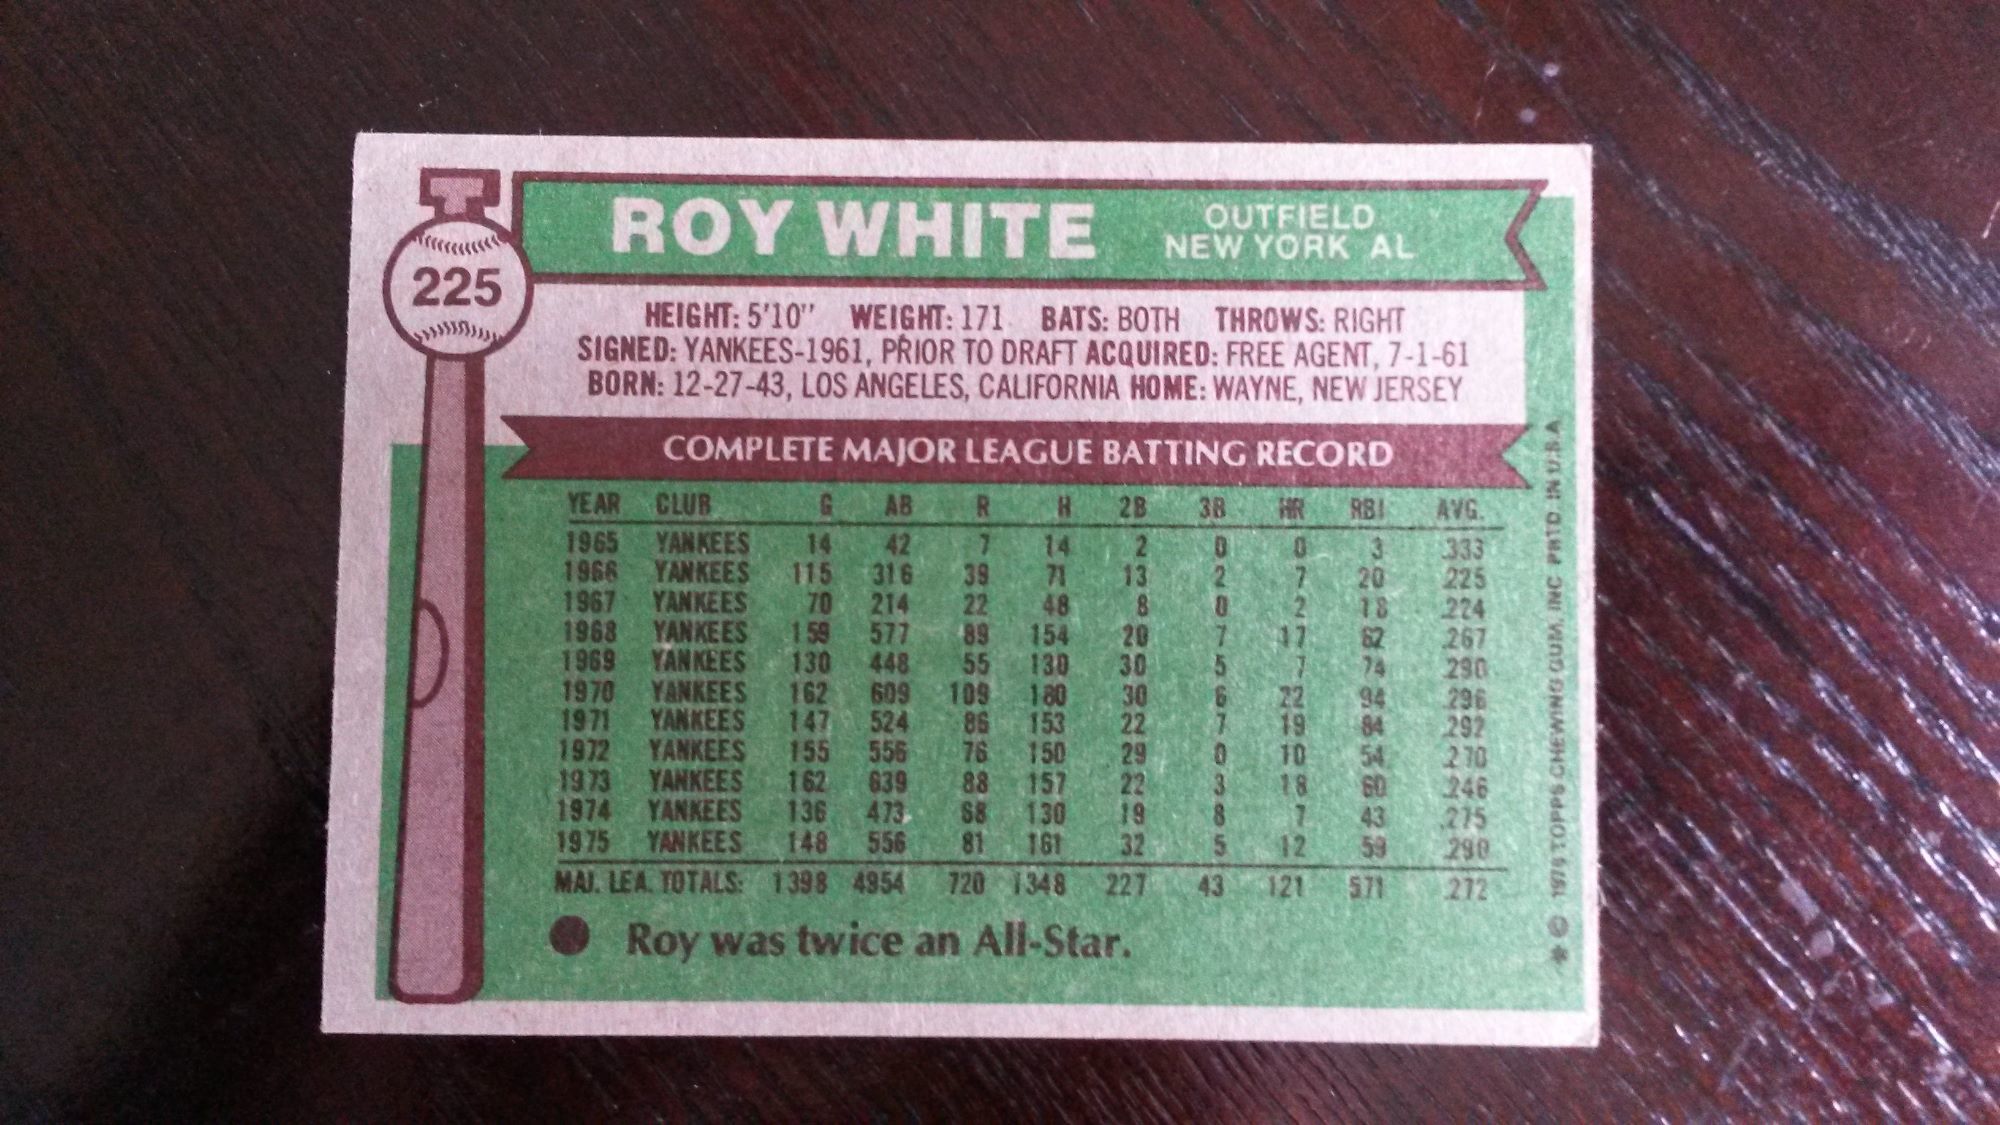 225
ROY WHITE
OUTFIELD
NEW YORK AL
HEIGHT: 5'10" WEIGHT: 171 BATS: BOTH THROWS: RIGHT
SIGNED: YANKEES-1961, PRIOR TO DRAFT ACQUIRED: FREE AGENT, 7-1-61
BORN: 12-27-43, LOS ANGELES, CALIFORNIA HOME: WAYNE, NEW JERSEY
COMPLETE MAJOR LEAGUE BATTING RECORD
YEAR CLUB G AB R H 2B 3B HR RBI AVG.
1965 YANKEES 14 42 7 14 2 0 0 3 .333
1966 YANKEES 115 316 39 71 13 2 7 20 .225
1967 YANKEES 70 214 22 48 8 0 2 18 .224
1968 YANKEES 159 577 89 154 20 7 17 62 .267
1969 YANKEES 130 448 55 130 30 5 7 74 .290
1970 YANKEES 162 609 109 180 30 6 22 94 .296
1971 YANKEES 147 524 86 153 22 7 19 84 .292
1972 YANKEES 155 556 76 150 29 0 10 54 .270
1973 YANKEES 162 639 88 157 22 3 18 60 .246
1974 YANKEES 136 473 68 130 19 8 7 43 .275
1975 YANKEES 148 556 81 161 32 5 12 59 .290
MAJ. LEA. TOTALS: 1398 4954 720 1348 227 43 121 571 .272
Roy was twice an All-Star.
* © 1976 TOPPS CHEWING GUM, INC PRTD. IN U.S.A